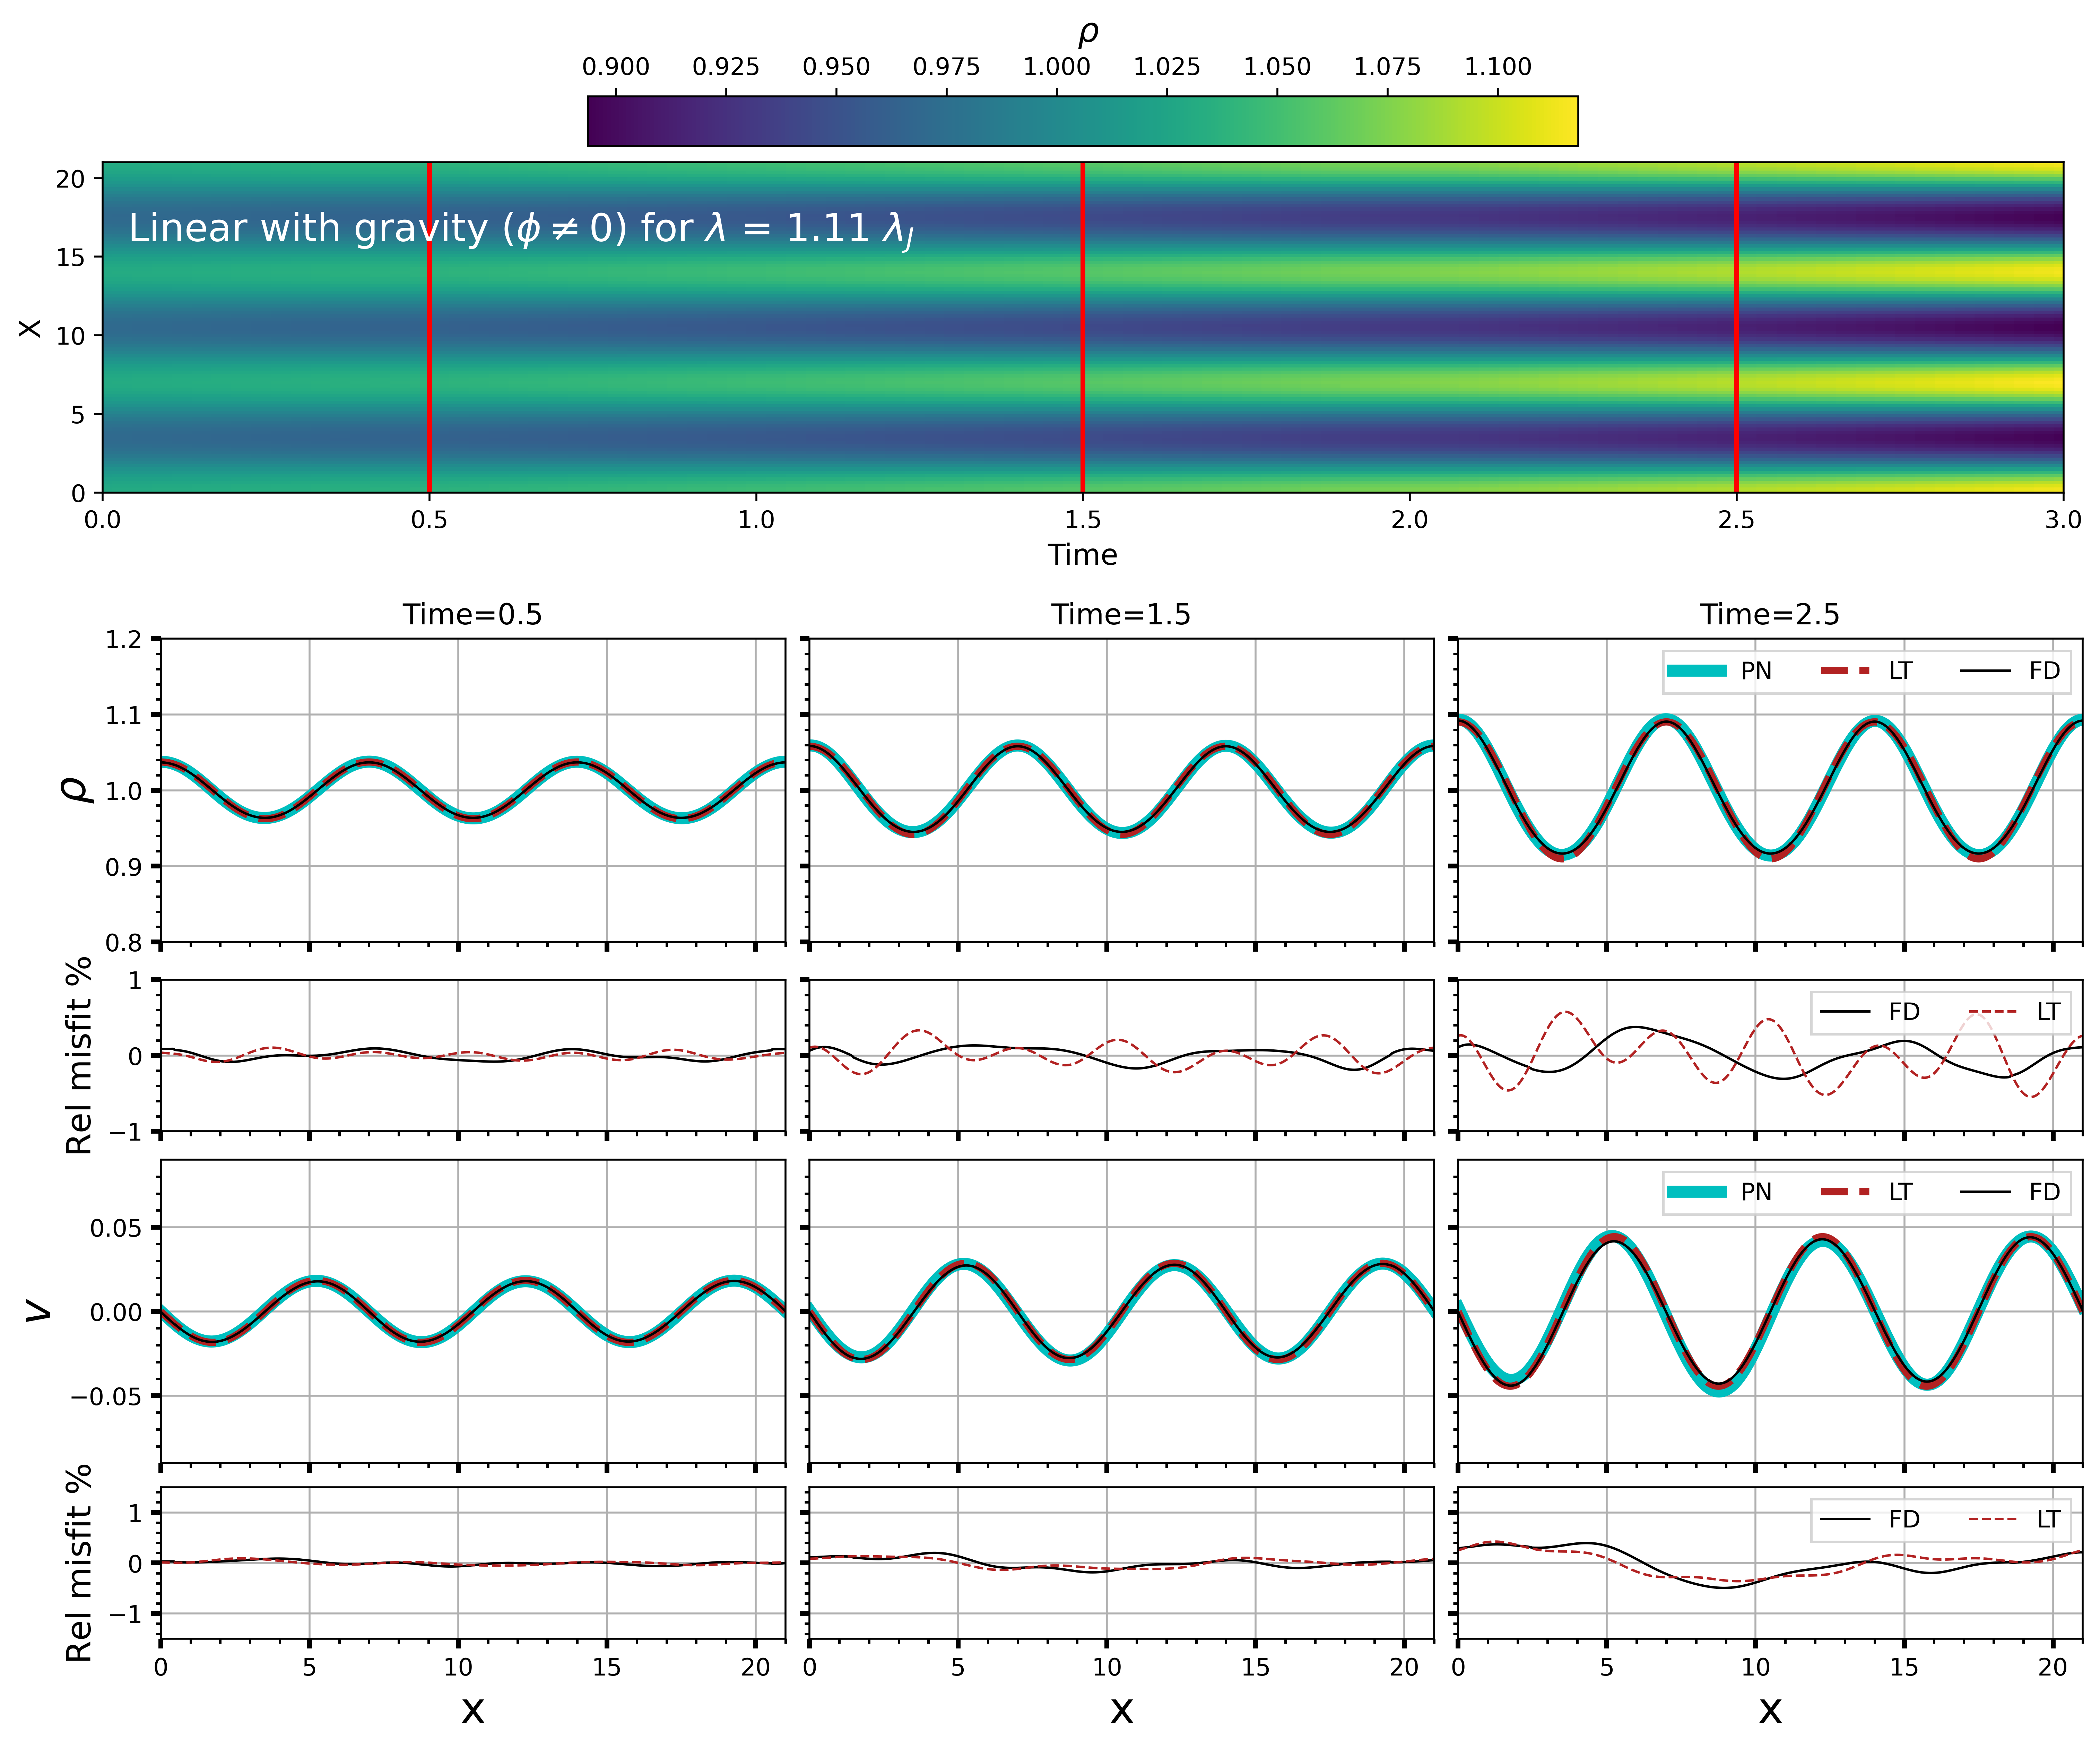 ρ
0.900 0.925 0.950 0.975 1.000 1.025 1.050 1.075 1.100
20
15
10
5
0
X
Linear with gravity (ϕ ≠ 0) for λ = 1.11 λJ
0.0 0.5 1.0 1.5 2.0 2.5 3.0
Time
Time=0.5 Time=1.5 Time=2.5
ρ
1.2
1.1
1.0
0.9
0.8
PN LT FD
Rel misfit %
1
0
−1
FD LT
v
0.05
0.00
−0.05
PN LT FD
Rel misfit %
1
0
−1
FD LT
0 5 10 15 20 0 5 10 15 20 0 5 10 15 20
x x x